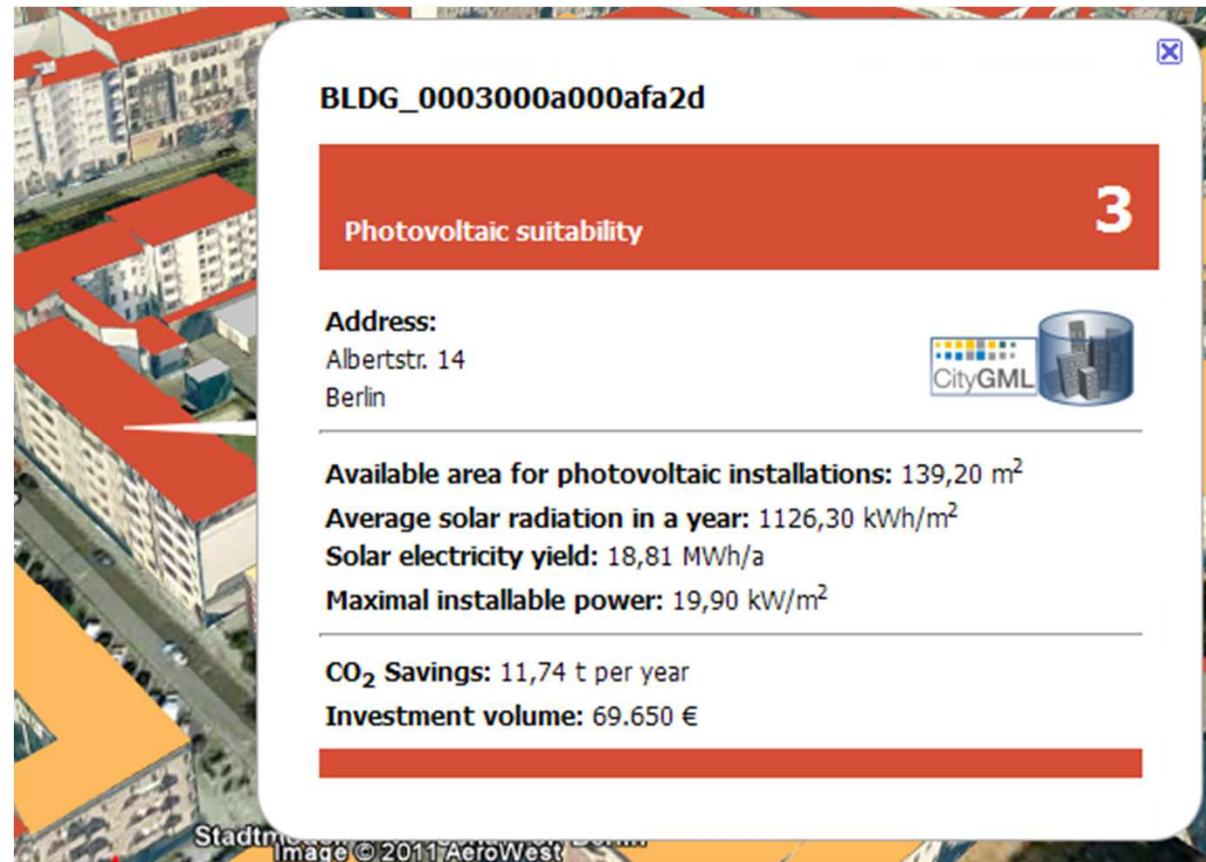 BLDG_0003000a000afa2d
Photovoltaic suitability
3
Address:
Albertstr. 14
Berlin
CityGML
Available area for photovoltaic installations: 139,20 m²
Average solar radiation in a year: 1126,30 kWh/m²
Solar electricity yield: 18,81 MWh/a
Maximal installable power: 19,90 kW/m²
CO₂ Savings: 11,74 t per year
Investment volume: 69.650 €
Image © 2011 AeroWest